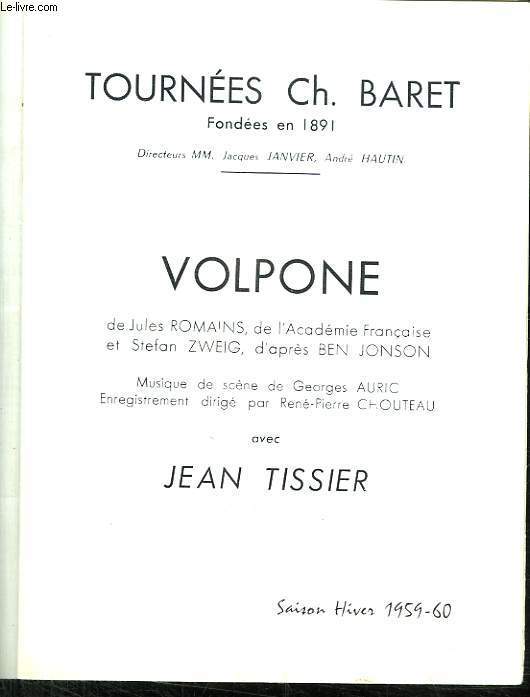 Le-livre.com
TOURNÉES Ch. BARET
Fondées en 1891
Directeurs MM. Jacques JANVIER, André HAUTIN
VOLPONE
de Jules ROMAINS, de l'Académie Française
et Stefan ZWEIG, d'après BEN JONSON
Musique de scène de Georges AURIC
Enregistrement dirigé par René-Pierre CHOUTEAU
avec
JEAN TISSIER
Saison Hiver 1959-60